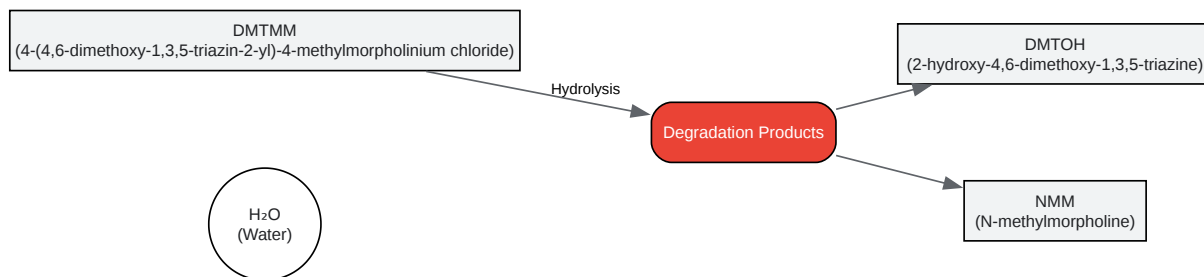 DMTMM
(4-(4,6-dimethoxy-1,3,5-triazin-2-yl)-4-methylmorpholinium chloride)
Hydrolysis
Degradation Products
DMTOH
(2-hydroxy-4,6-dimethoxy-1,3,5-triazine)
NMM
(N-methylmorpholine)
H₂O
(Water)